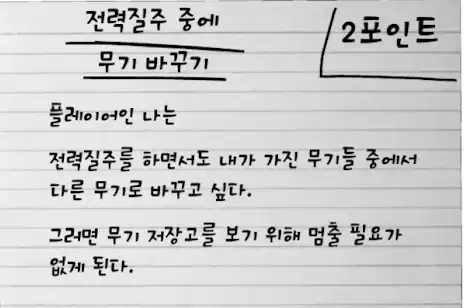 전력질주 중에
무기 바꾸기
2포인트
플레이어인 나는
전력질주를 하면서도 내가 가진 무기들 중에서
다른 무기로 바꾸고 싶다.
그러면 무기 저장고를 보기 위해 멈출 필요가
없게 된다.